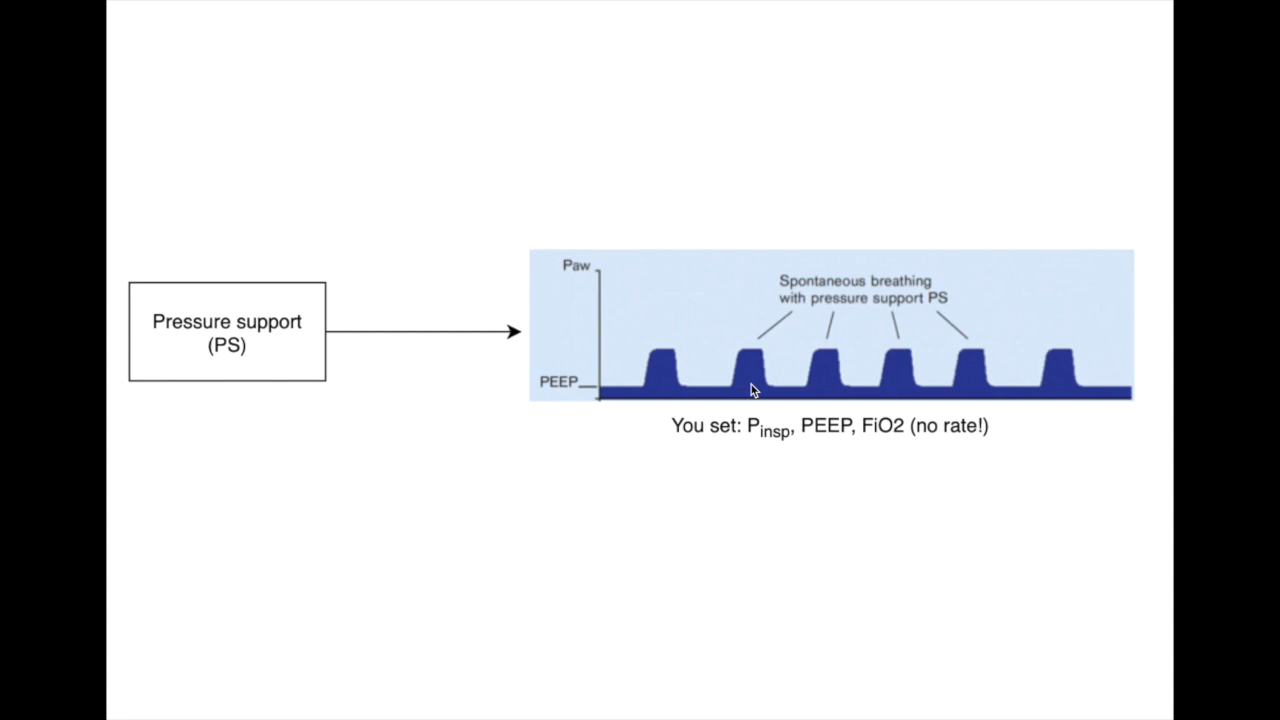 Pressure support
(PS)
Paw
Spontaneous breathing
with pressure support PS
PEEP
You set: Pinsp, PEEP, FiO2 (no rate!)